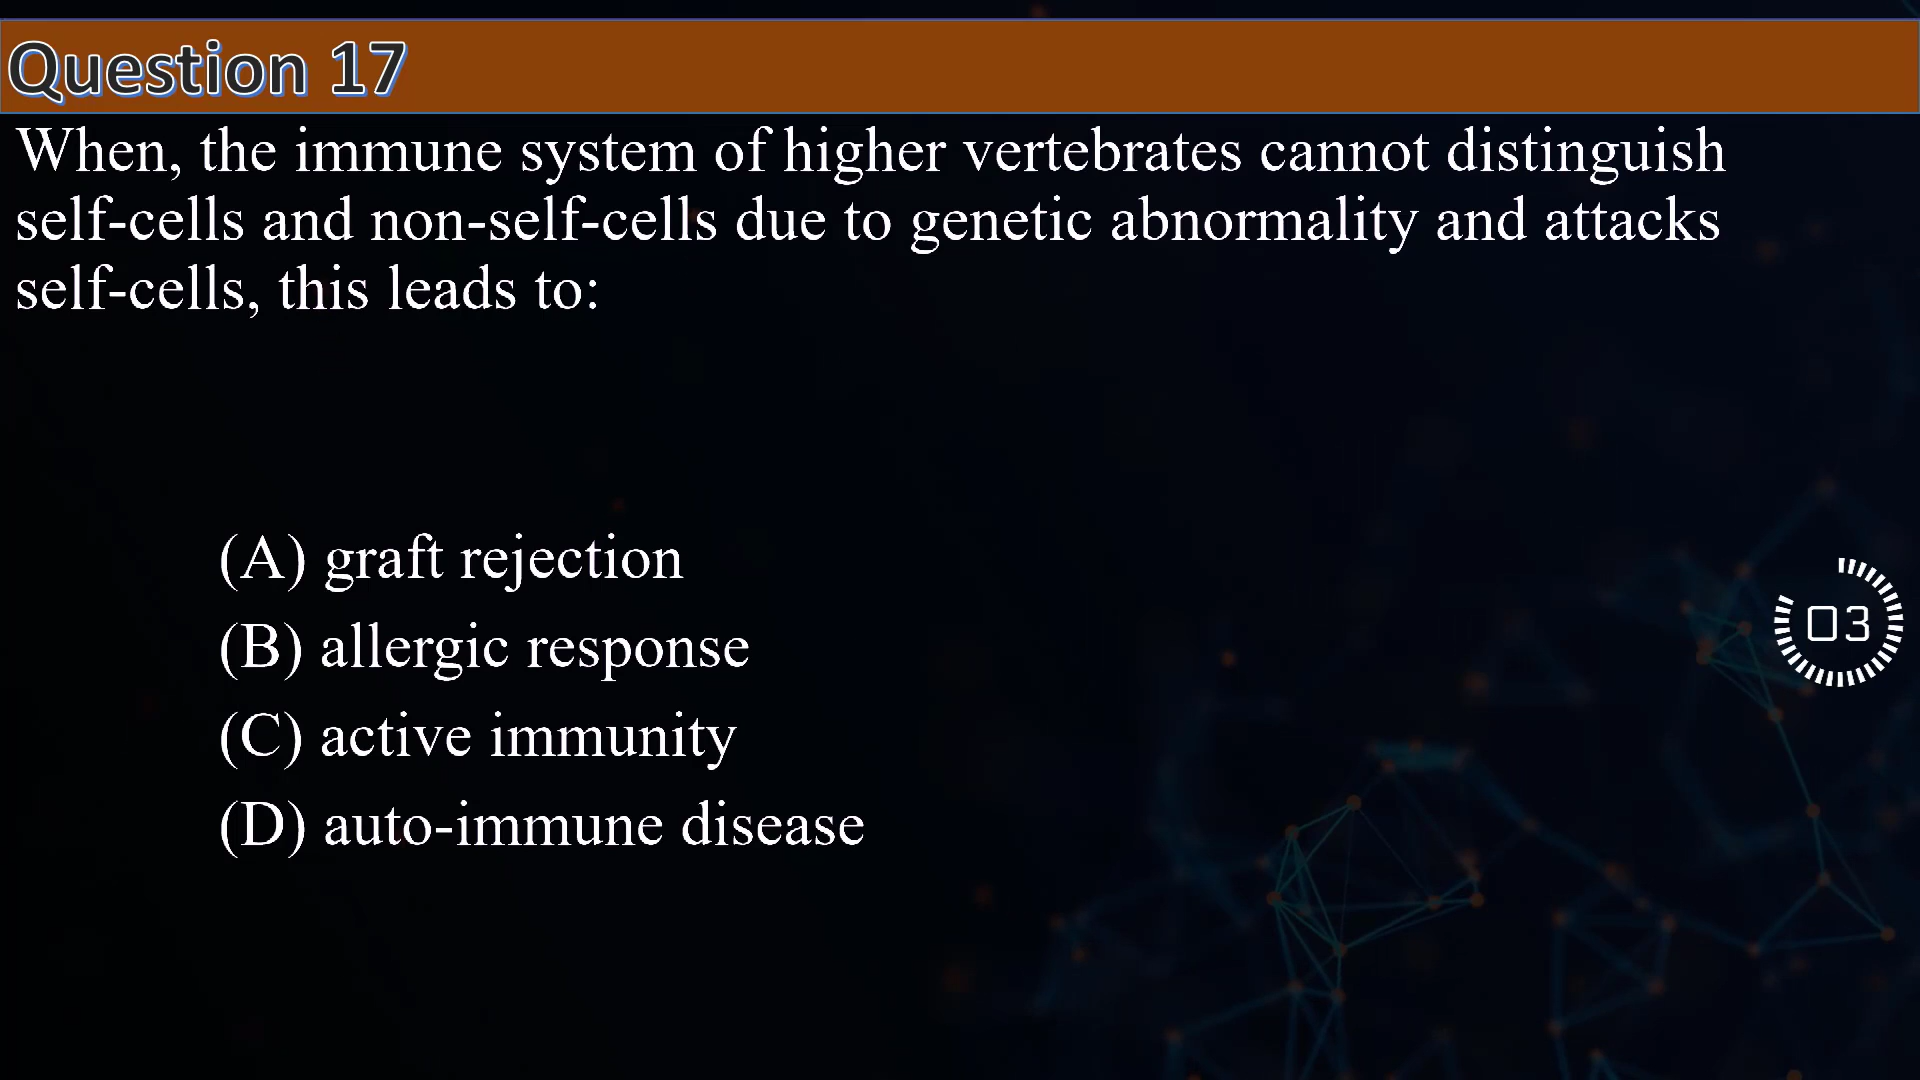 Question 17
When, the immune system of higher vertebrates cannot distinguish
self-cells and non-self-cells due to genetic abnormality and attacks
self-cells, this leads to:
(A) graft rejection
(B) allergic response
03
(C) active immunity
(D) auto-immune disease